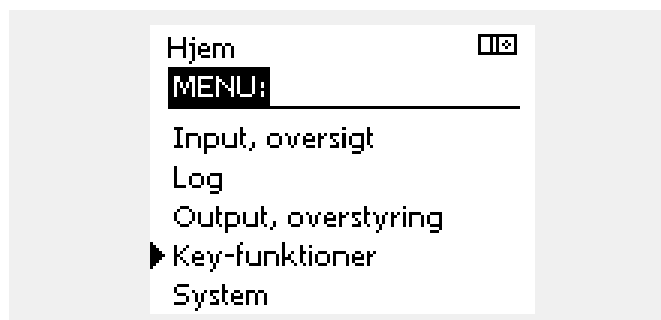 Hjem
MENU:
Input, oversigt
Log
Output, overstyring
Key-funktioner
System